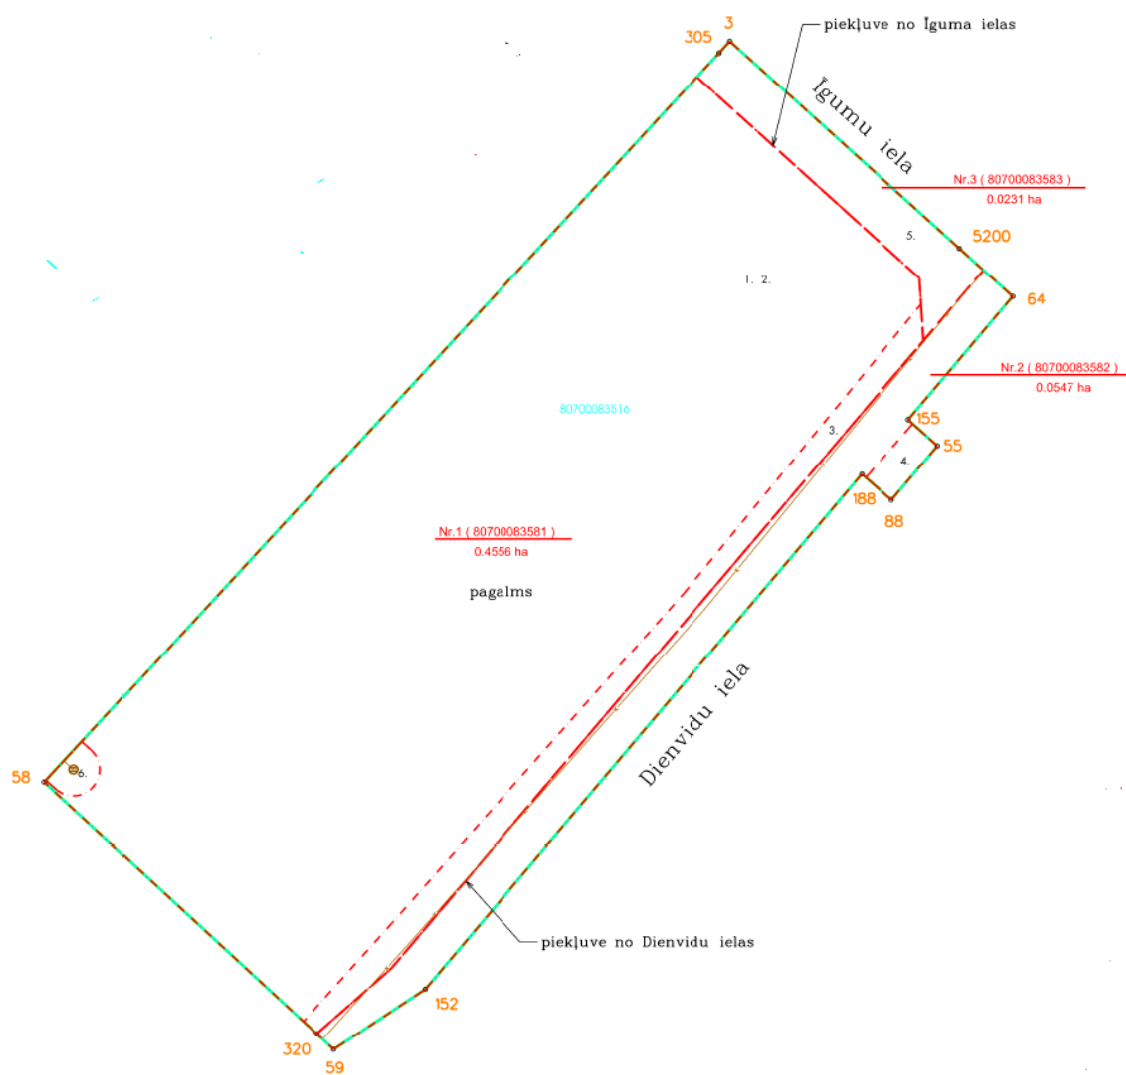 3
305
piekļuve no Īguma ielas
Īgumu iela
Nr.3 ( 80700083583 )
0.0231 ha
5.
5200
1. 2.
64
Nr.2 ( 80700083582 )
0.0547 ha
80700083516
155
3.
55
4.
188
88
Nr.1 ( 80700083581 )
0.4556 ha
pagalms
Dienvidu iela
58
6.
piekļuve no Dienvidu ielas
152
320
59